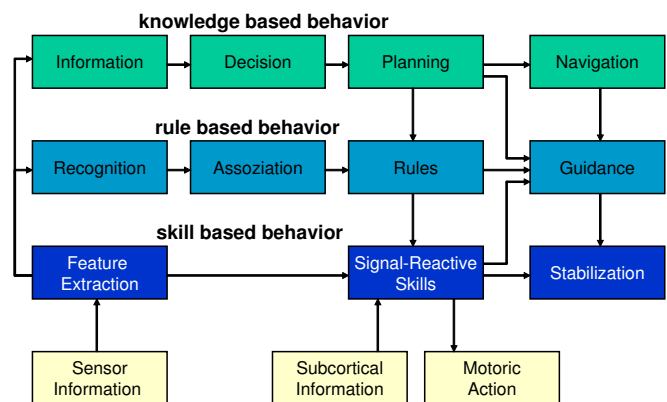 knowledge based behavior
Information
Decision
Planning
Navigation
rule based behavior
Recognition
Assoziation
Rules
Guidance
skill based behavior
Feature
Extraction
Signal-Reactive
Skills
Stabilization
Sensor
Information
Subcortical
Information
Motoric
Action